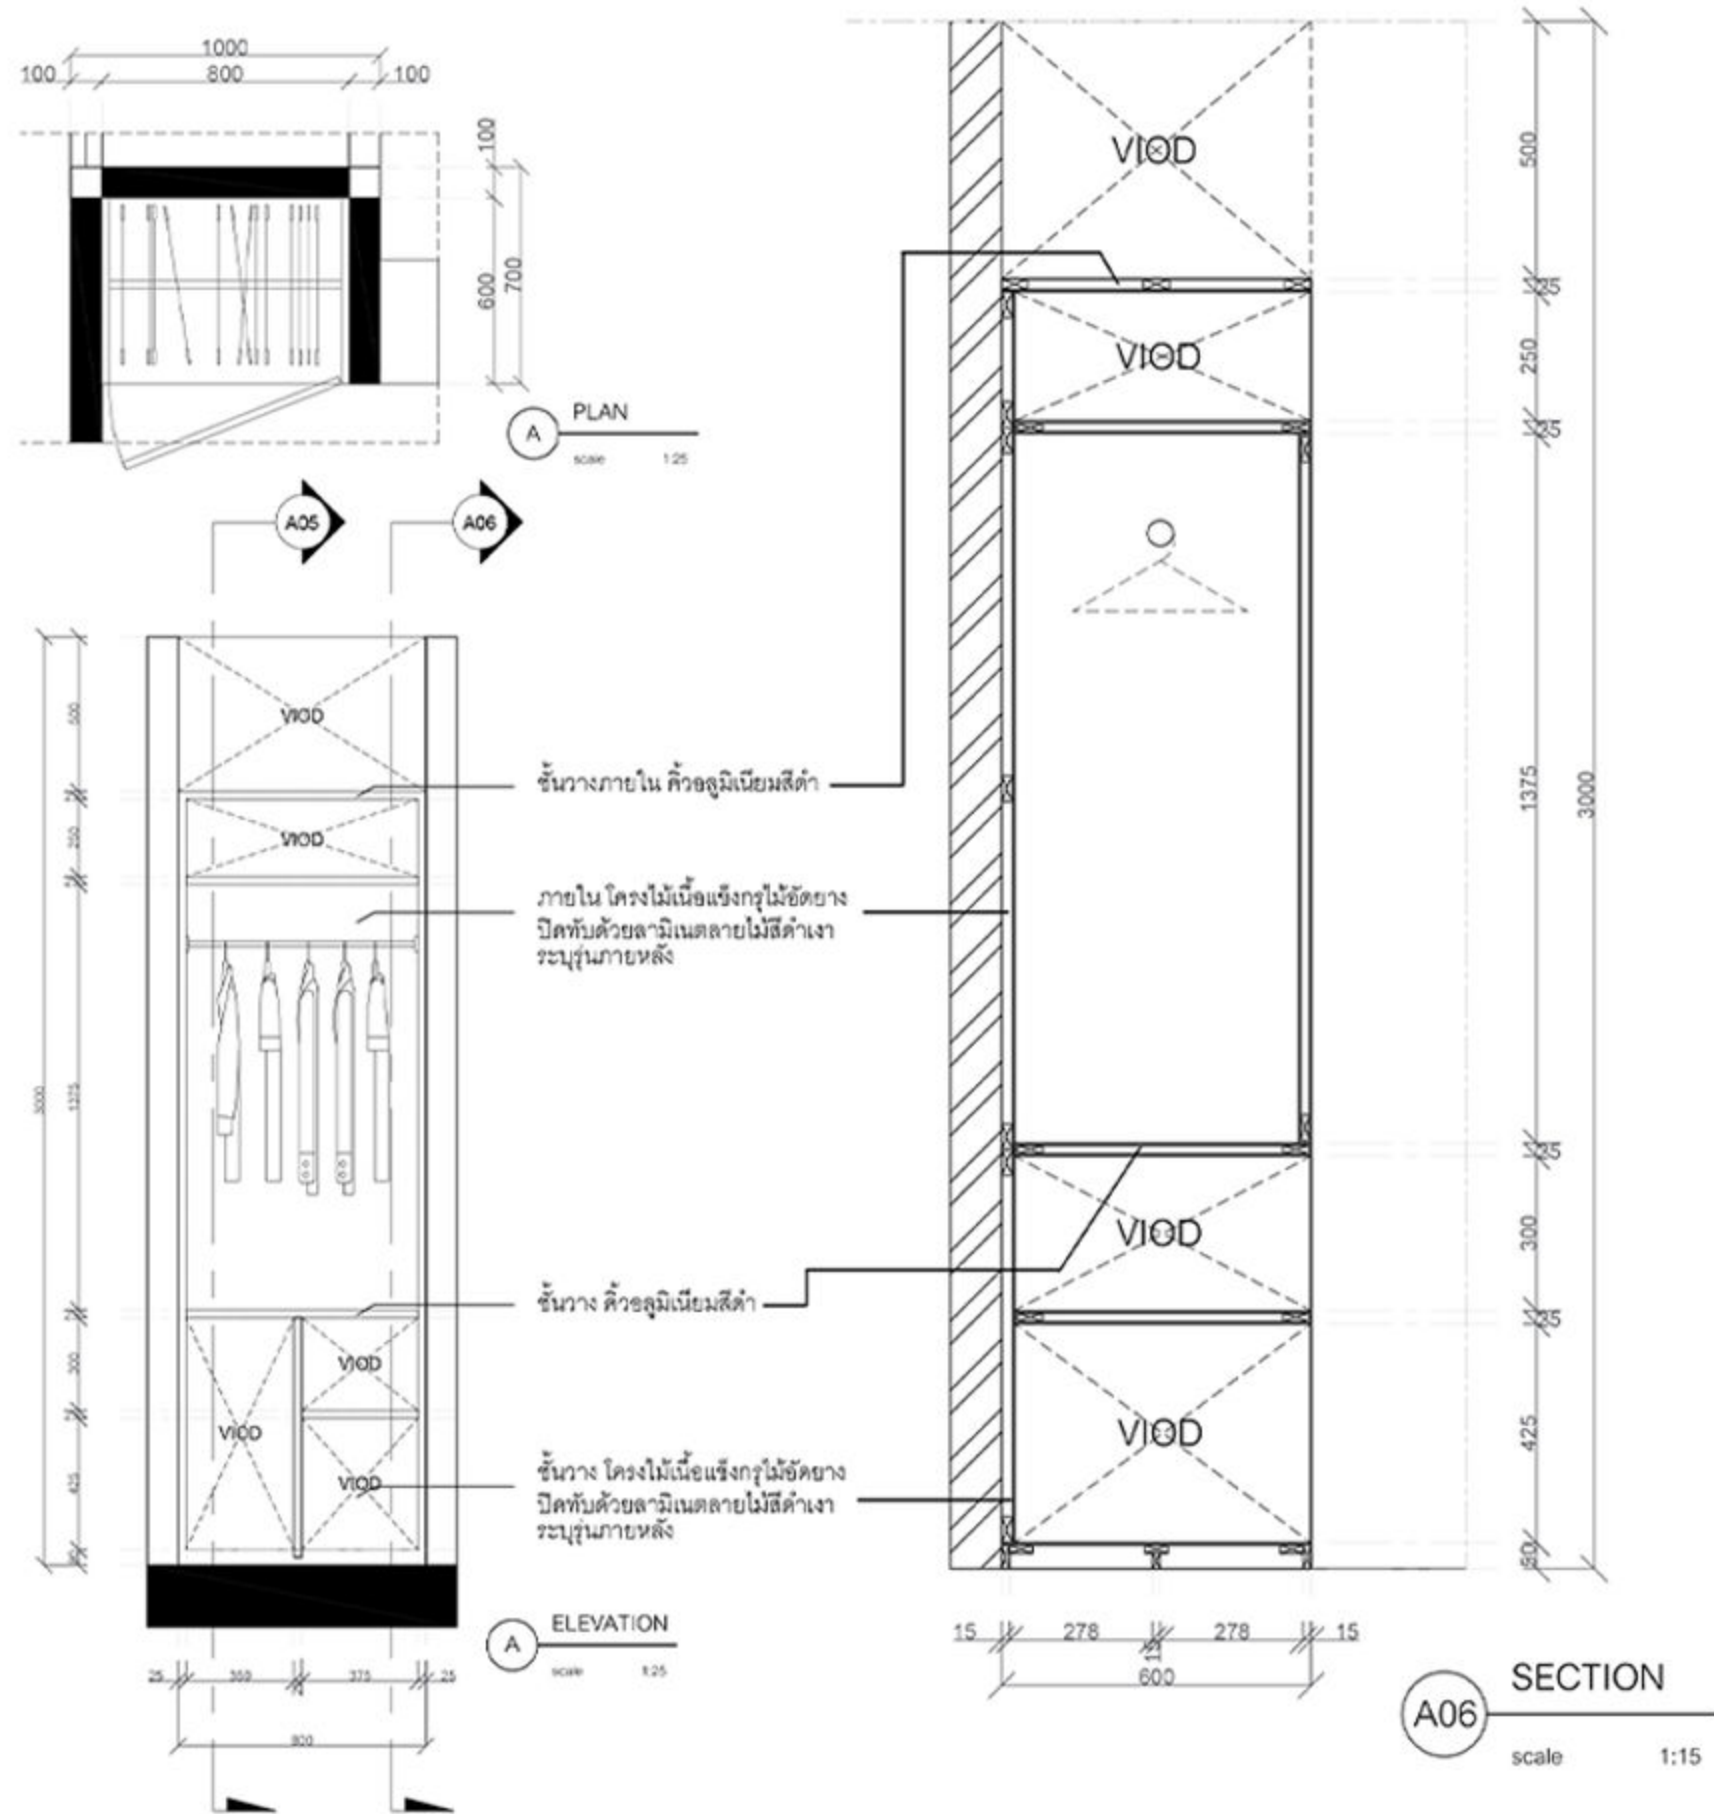 1000
100
800
100
100
600
700
A
PLAN
scale 1:25
A05
A06
3000
500
250
1375
300
425
VIOD
VIOD
VIOD
VIOD
VIOD
ชั้นวางภายใน คิ้วอลูมิเนียมสีดำ
ภายใน โครงไม้เนื้อแข็งกรุไม้อัดยาง
ปิดทับด้วยลามิเนตลายไม้สีดำเงา
ระบุรุ่นภายหลัง
ชั้นวาง คิ้วอลูมิเนียมสีดำ
ชั้นวาง โครงไม้เนื้อแข็งกรุไม้อัดยาง
ปิดทับด้วยลามิเนตลายไม้สีดำเงา
ระบุรุ่นภายหลัง
25
375
25
800
A
ELEVATION
scale 1:25
VIOD
VIOD
VIOD
VIOD
500
250
1375
3000
300
425
50
15
278
15
278
15
600
A06
SECTION
scale 1:15